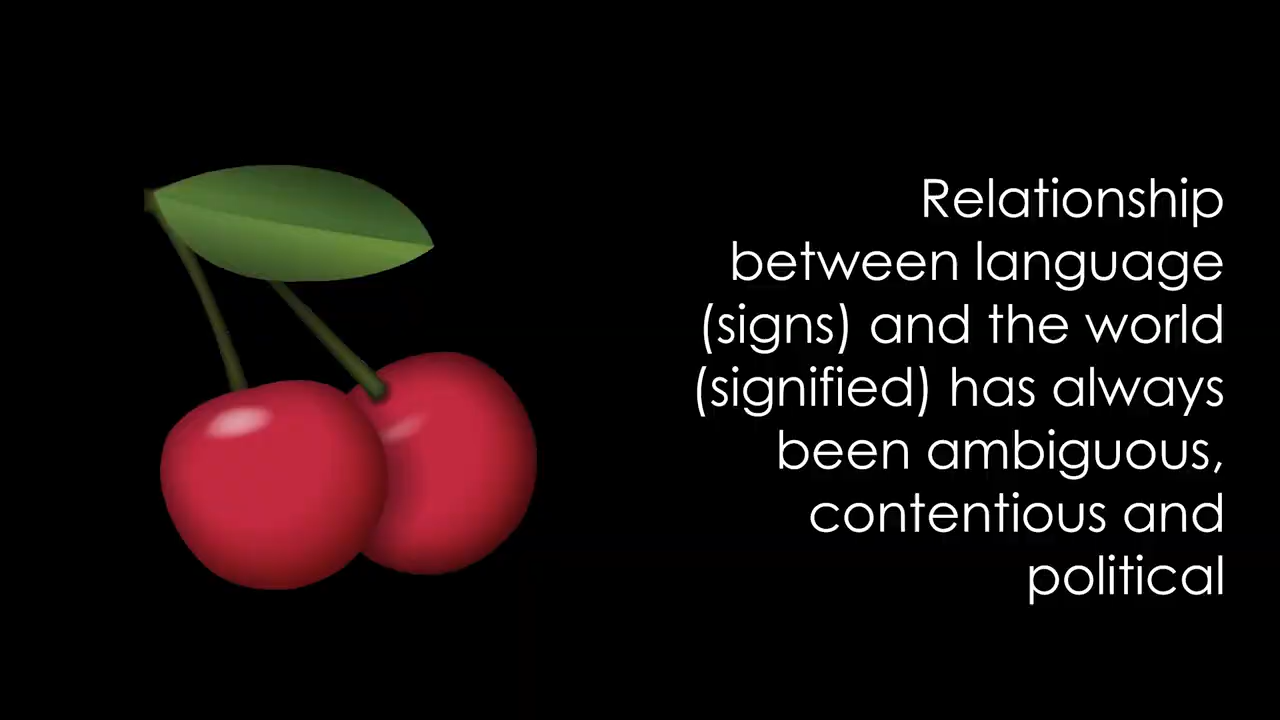 Relationship
between language
(signs) and the world
(signified) has always
been ambiguous,
contentious and
political